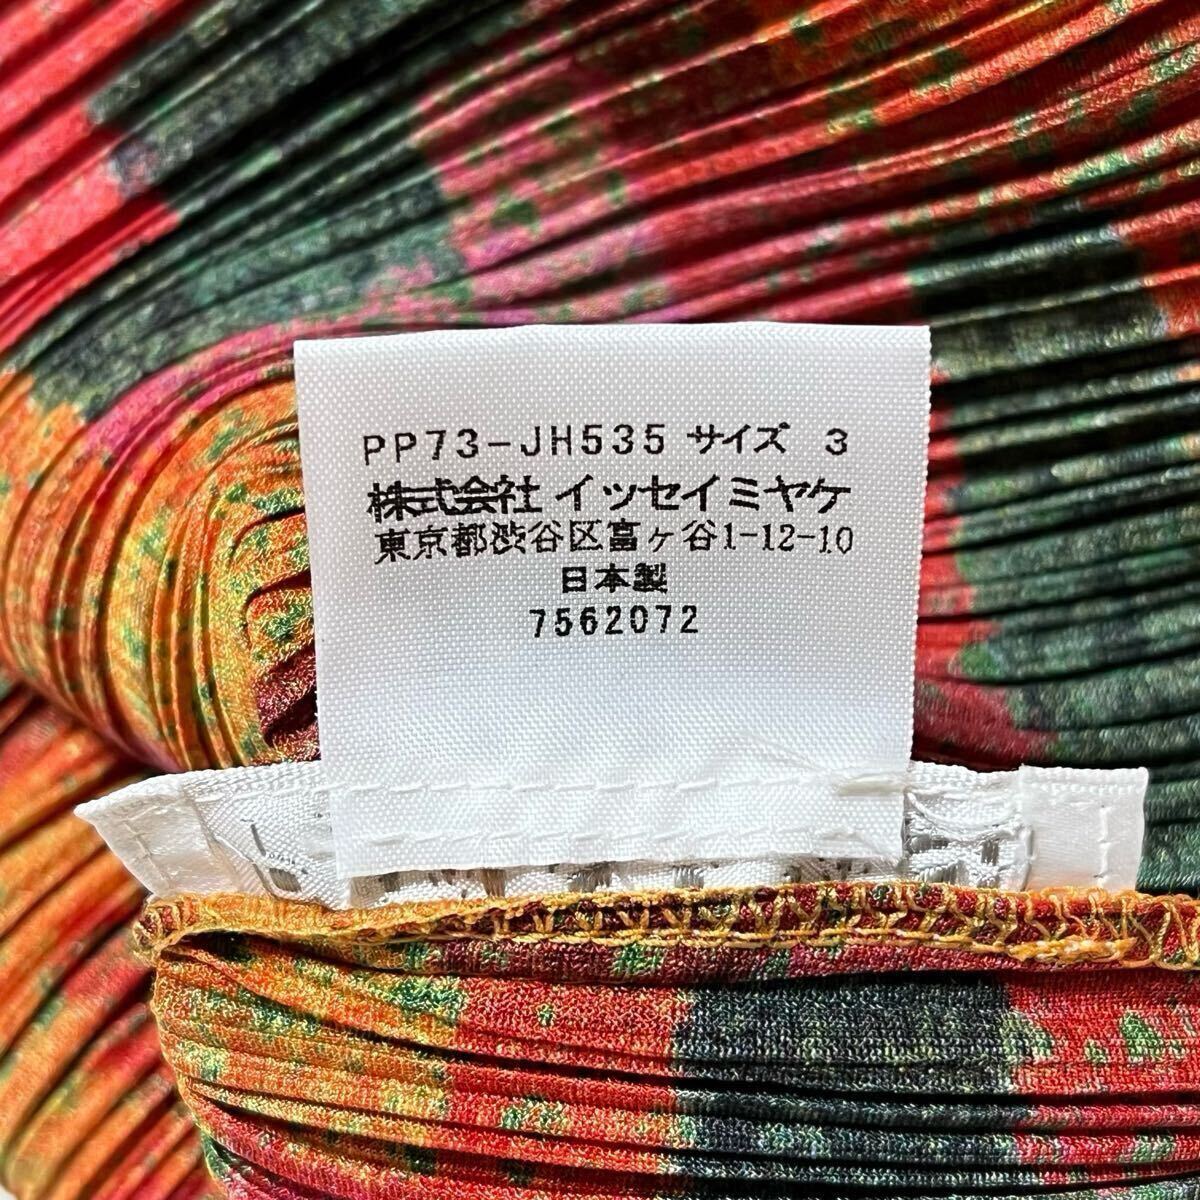 PP73-JH535 サイズ 3
株式会社 イッセイミヤケ
東京都渋谷区富ヶ谷1-12-10
日本製
7562072